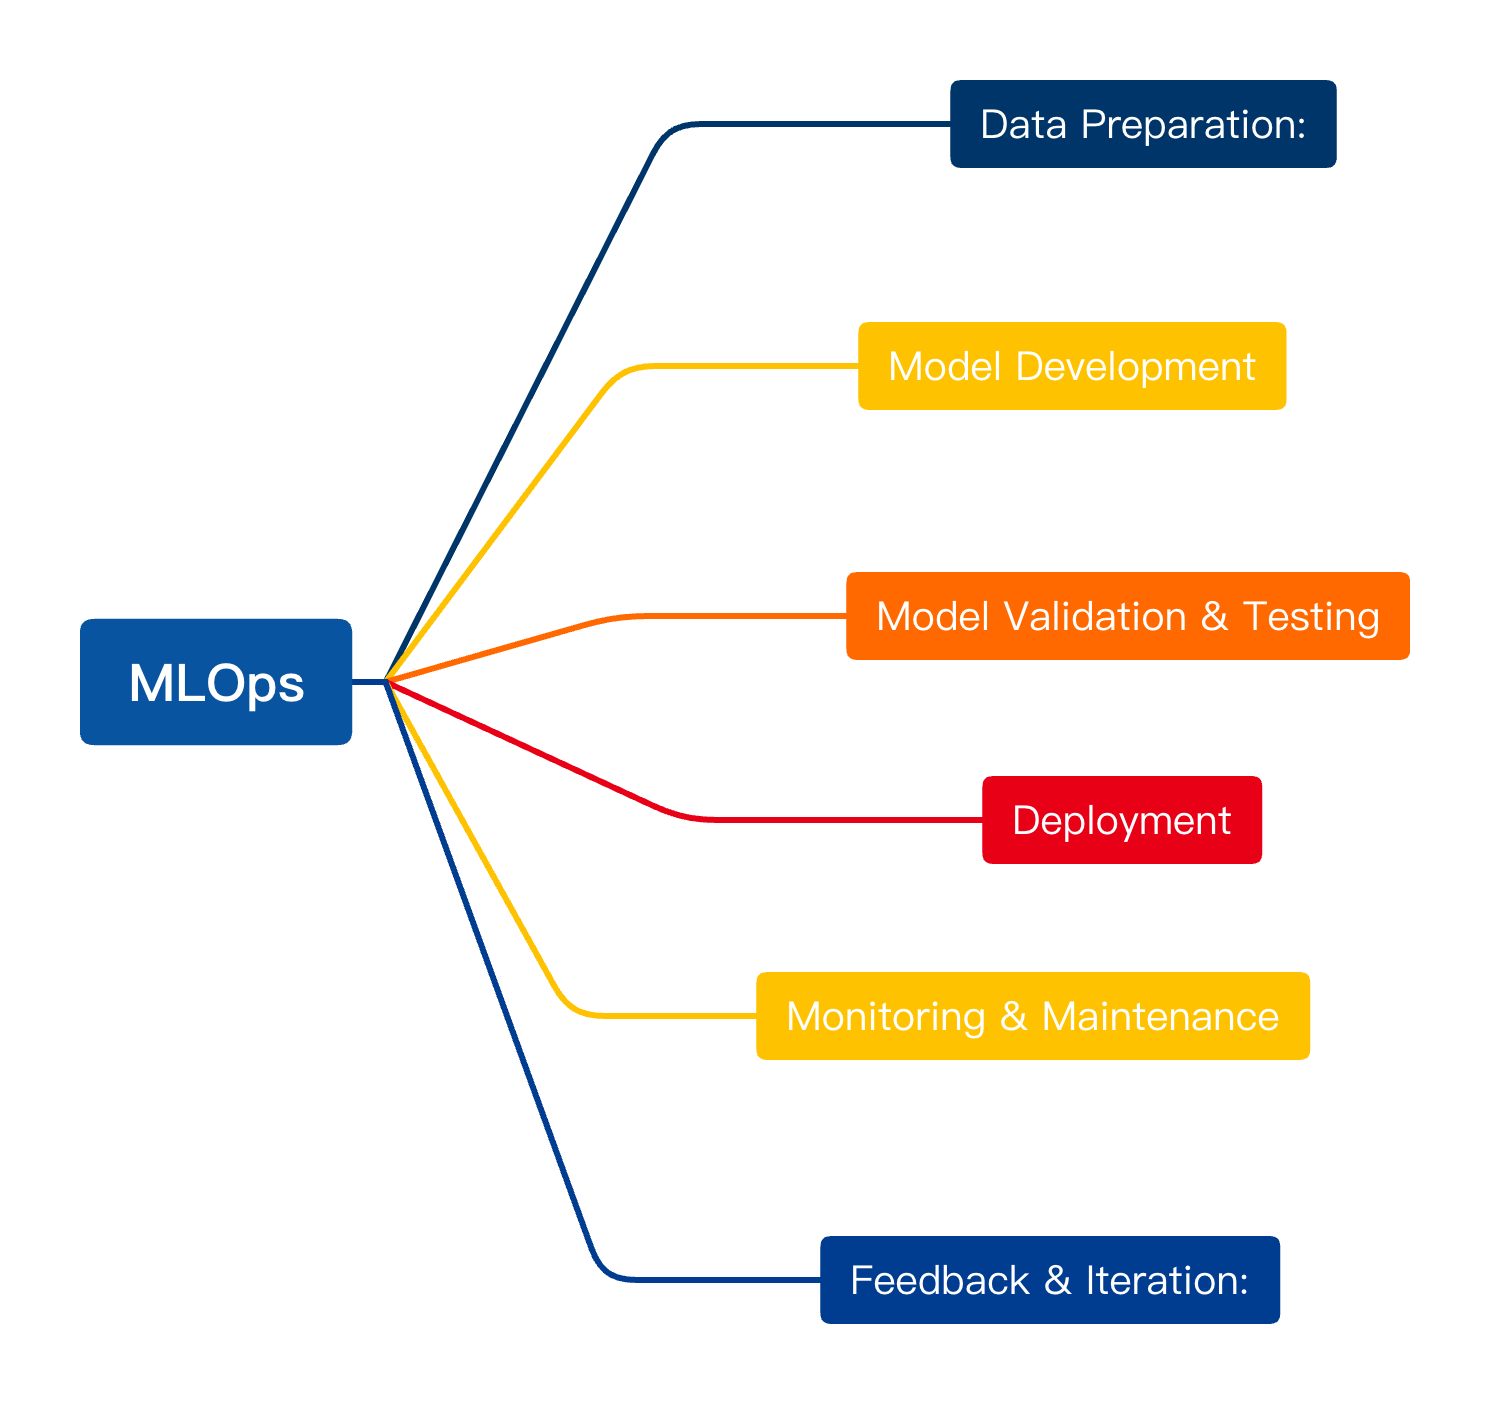 Data Preparation:
Model Development
Model Validation & Testing
MLOps
Deployment
Monitoring & Maintenance
Feedback & Iteration: